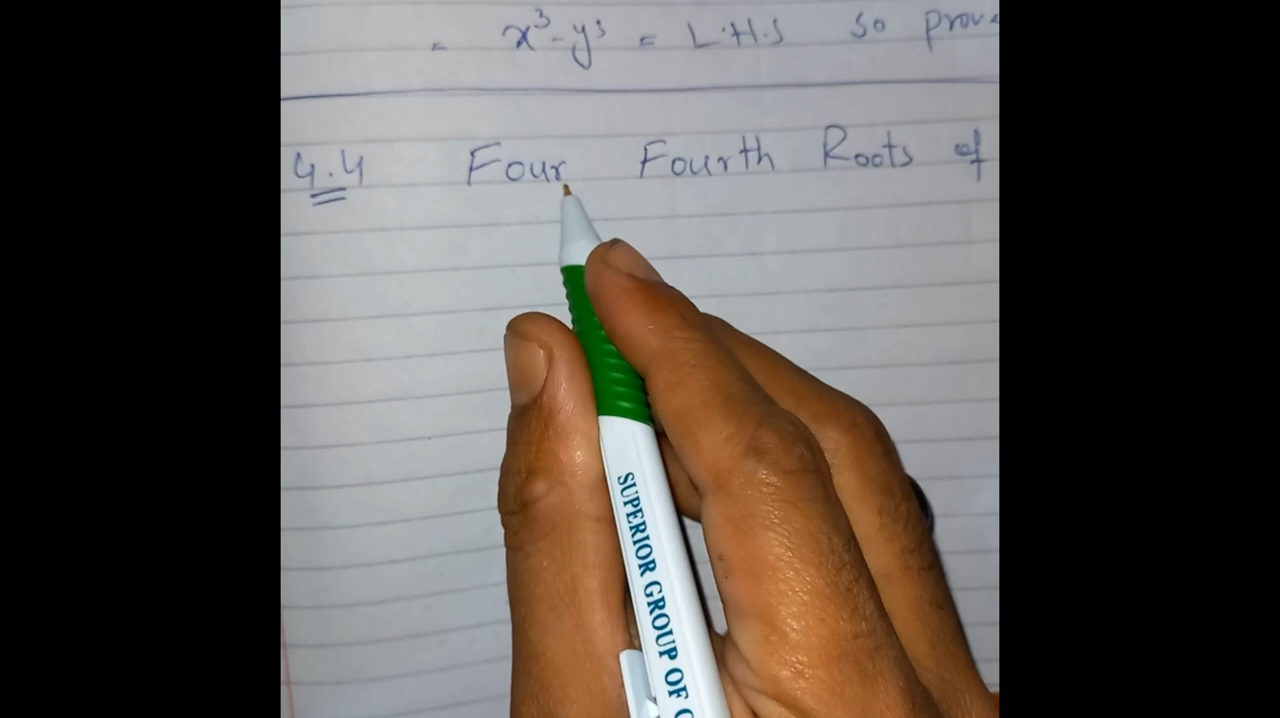 = x³-y³ = L.H.S so prove
4.4 Four Fourth Roots of
SUPERIOR GROUP OF C